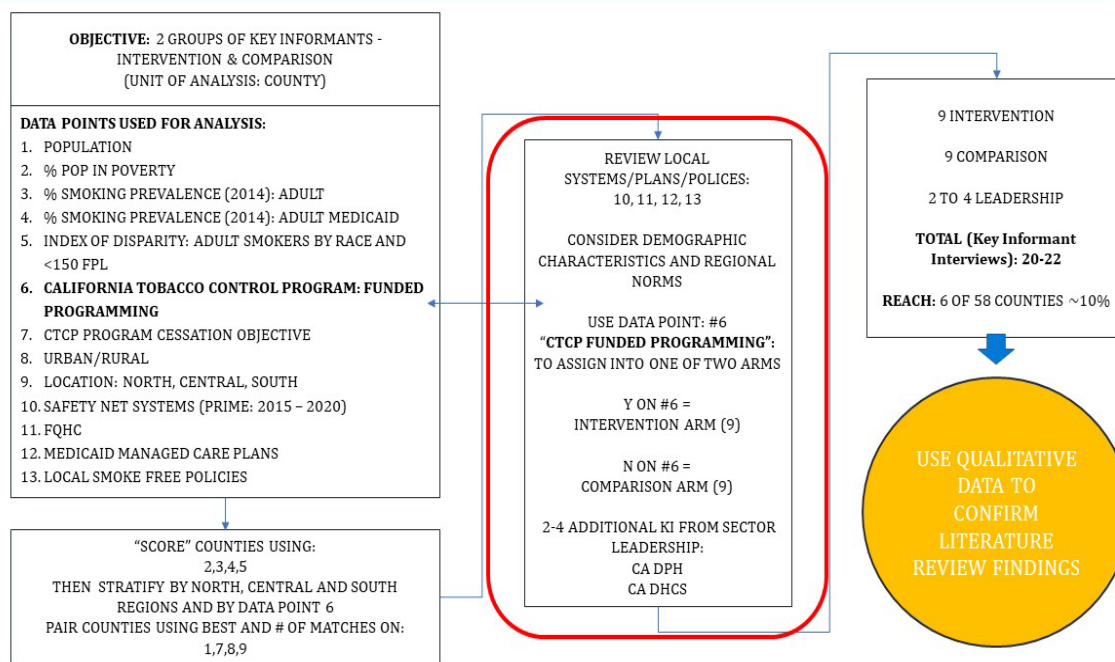 OBJECTIVE: 2 GROUPS OF KEY INFORMANTS -
INTERVENTION & COMPARISON
(UNIT OF ANALYSIS: COUNTY)
DATA POINTS USED FOR ANALYSIS:
1. POPULATION
2. % POP IN POVERTY
3. % SMOKING PREVALENCE (2014): ADULT
4. % SMOKING PREVALENCE (2014): ADULT MEDICAID
5. INDEX OF DISPARITY: ADULT SMOKERS BY RACE AND
<150 FPL
6. CALIFORNIA TOBACCO CONTROL PROGRAM: FUNDED
PROGRAMMING
7. CTCP PROGRAM CESSATION OBJECTIVE
8. URBAN/RURAL
9. LOCATION: NORTH, CENTRAL, SOUTH
10. SAFETY NET SYSTEMS (PRIME: 2015 – 2020)
11. FQHC
12. MEDICAID MANAGED CARE PLANS
13. LOCAL SMOKE FREE POLICIES
“SCORE” COUNTIES USING:
2,3,4,5
THEN STRATIFY BY NORTH, CENTRAL AND SOUTH
REGIONS AND BY DATA POINT 6
PAIR COUNTIES USING BEST AND # OF MATCHES ON:
1,7,8,9
REVIEW LOCAL
SYSTEMS/PLANS/POLICES:
10, 11, 12, 13
CONSIDER DEMOGRAPHIC
CHARACTERISTICS AND REGIONAL
NORMS
USE DATA POINT: #6
“CTCP FUNDED PROGRAMMING”:
TO ASSIGN INTO ONE OF TWO ARMS
Y ON #6 =
INTERVENTION ARM (9)
N ON #6 =
COMPARISON ARM (9)
2-4 ADDITIONAL KI FROM SECTOR
LEADERSHIP:
CA DPH
CA DHCS
9 INTERVENTION
9 COMPARISON
2 TO 4 LEADERSHIP
TOTAL (Key Informant
Interviews): 20-22
REACH: 6 OF 58 COUNTIES ~10%
USE QUALITATIVE
DATA TO
CONFIRM
LITERATURE
REVIEW FINDINGS